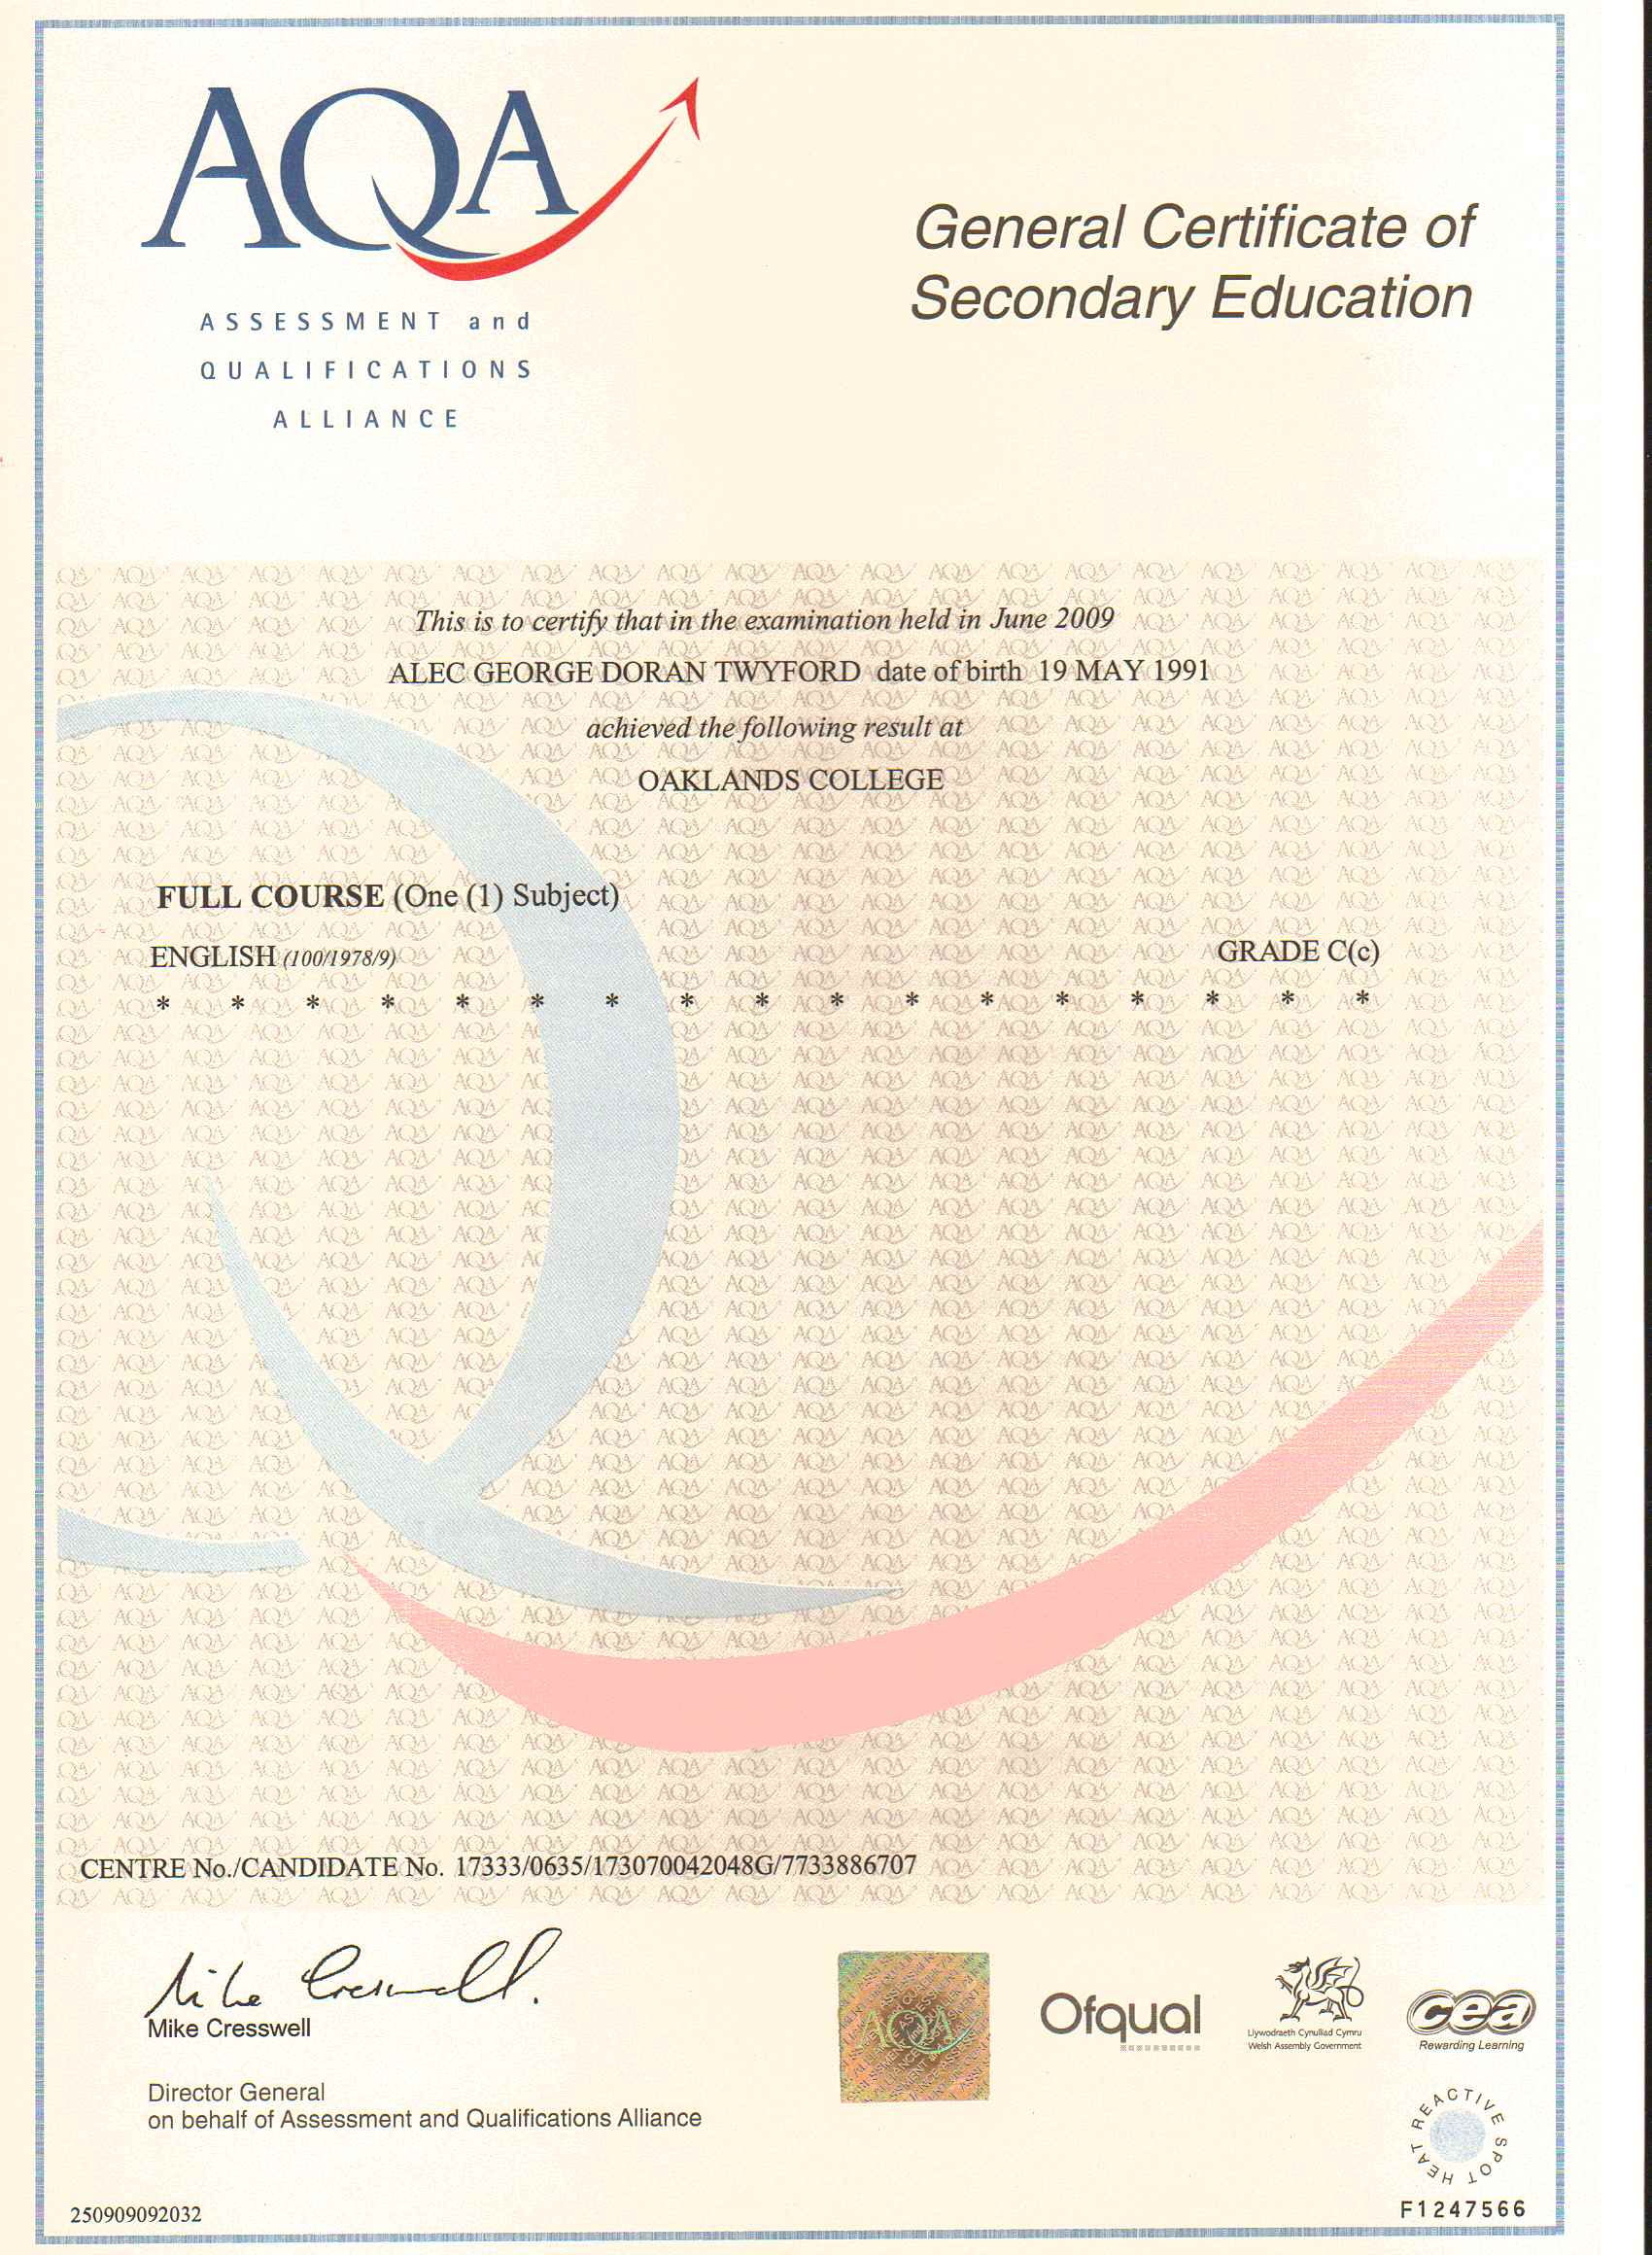 AQA
ASSESSMENT and
QUALIFICATIONS
ALLIANCE
General Certificate of
Secondary Education
This is to certify that in the examination held in June 2009
ALEC GEORGE DORAN TWYFORD date of birth 19 MAY 1991
achieved the following result at
OAKLANDS COLLEGE
FULL COURSE (One (1) Subject)
ENGLISH (100/1978/9) GRADE C(c)
* * * * * * * * * * * * * * * * *
CENTRE No./CANDIDATE No. 17333/0635/173070042048G/7733886707
Mike Cresswell.
Mike Cresswell
Director General
on behalf of Assessment and Qualifications Alliance
AQA
Ofqual
Llywodraeth Cynulliad Cymru
Welsh Assembly Government
cea
Rewarding Learning
HEAT REACTIVE SPOT
250909092032
F1247566